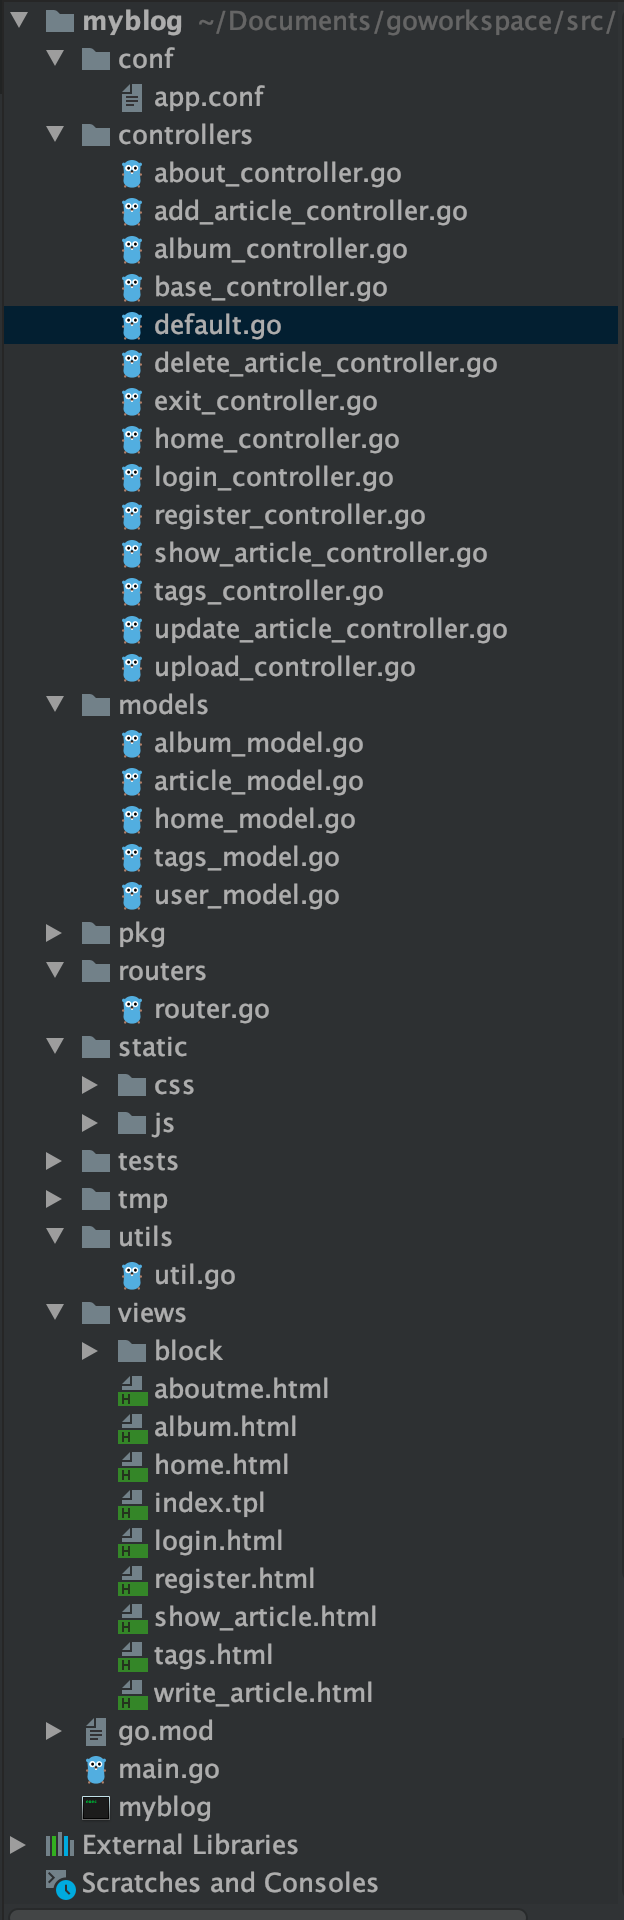 myblog ~/Documents/goworkspace/src/
conf
app.conf
controllers
about_controller.go
add_article_controller.go
album_controller.go
base_controller.go
default.go
delete_article_controller.go
exit_controller.go
home_controller.go
login_controller.go
register_controller.go
show_article_controller.go
tags_controller.go
update_article_controller.go
upload_controller.go
models
album_model.go
article_model.go
home_model.go
tags_model.go
user_model.go
pkg
routers
router.go
static
css
js
tests
tmp
utils
util.go
views
block
H aboutme.html
H album.html
H home.html
H index.tpl
H login.html
H register.html
H show_article.html
H tags.html
H write_article.html
go.mod
main.go
myblog
External Libraries
Scratches and Consoles